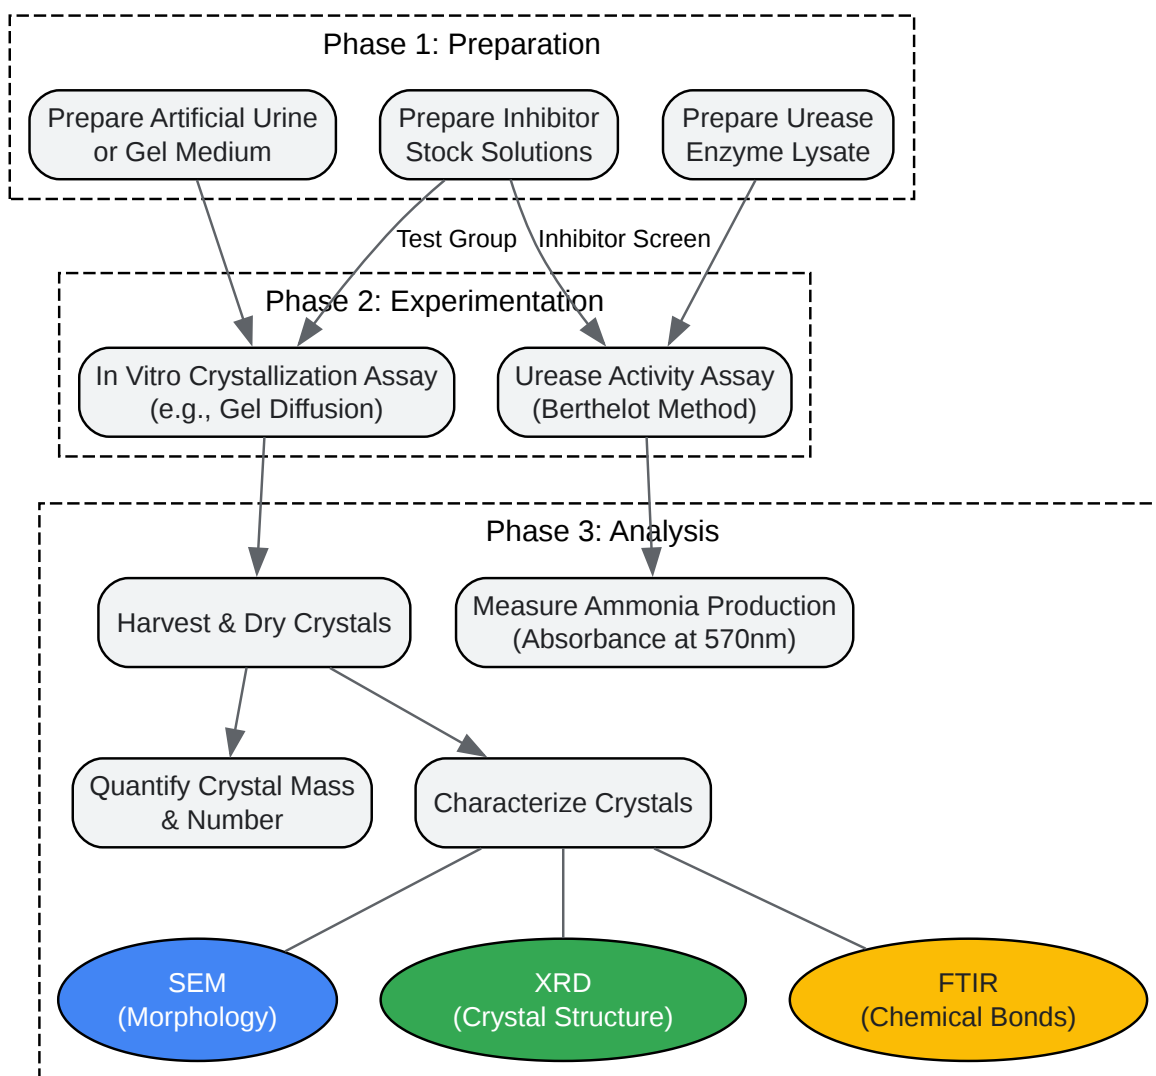 Phase 1: Preparation
Prepare Artificial Urine
or Gel Medium
Prepare Inhibitor
Stock Solutions
Prepare Urease
Enzyme Lysate
Test Group
Inhibitor Screen
Phase 2: Experimentation
In Vitro Crystallization Assay
(e.g., Gel Diffusion)
Urease Activity Assay
(Berthelot Method)
Phase 3: Analysis
Harvest & Dry Crystals
Measure Ammonia Production
(Absorbance at 570nm)
Quantify Crystal Mass
& Number
Characterize Crystals
SEM
(Morphology)
XRD
(Crystal Structure)
FTIR
(Chemical Bonds)